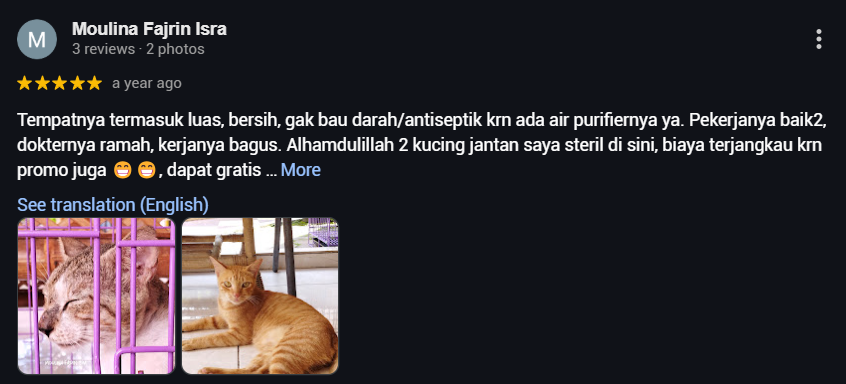 M
Moulina Fajrin Isra
3 reviews · 2 photos
a year ago
Tempatnya termasuk luas, bersih, gak bau darah/antiseptik krn ada air purifiernya ya. Pekerjanya baik2,
dokternya ramah, kerjanya bagus. Alhamdulillah 2 kucing jantan saya steril di sini, biaya terjangkau krn
promo juga 😁😁, dapat gratis ... More
See translation (English)